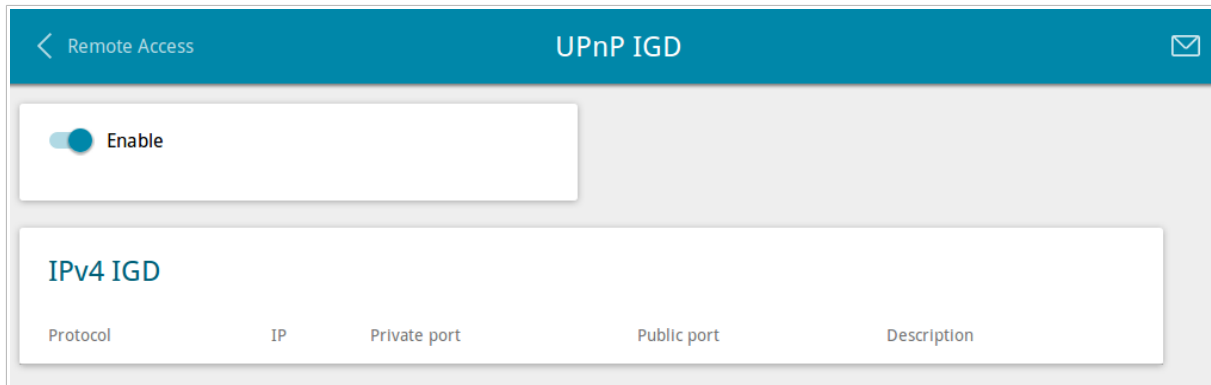 Remote Access UPnP IGD
Enable
IPv4 IGD
Protocol IP Private port Public port Description